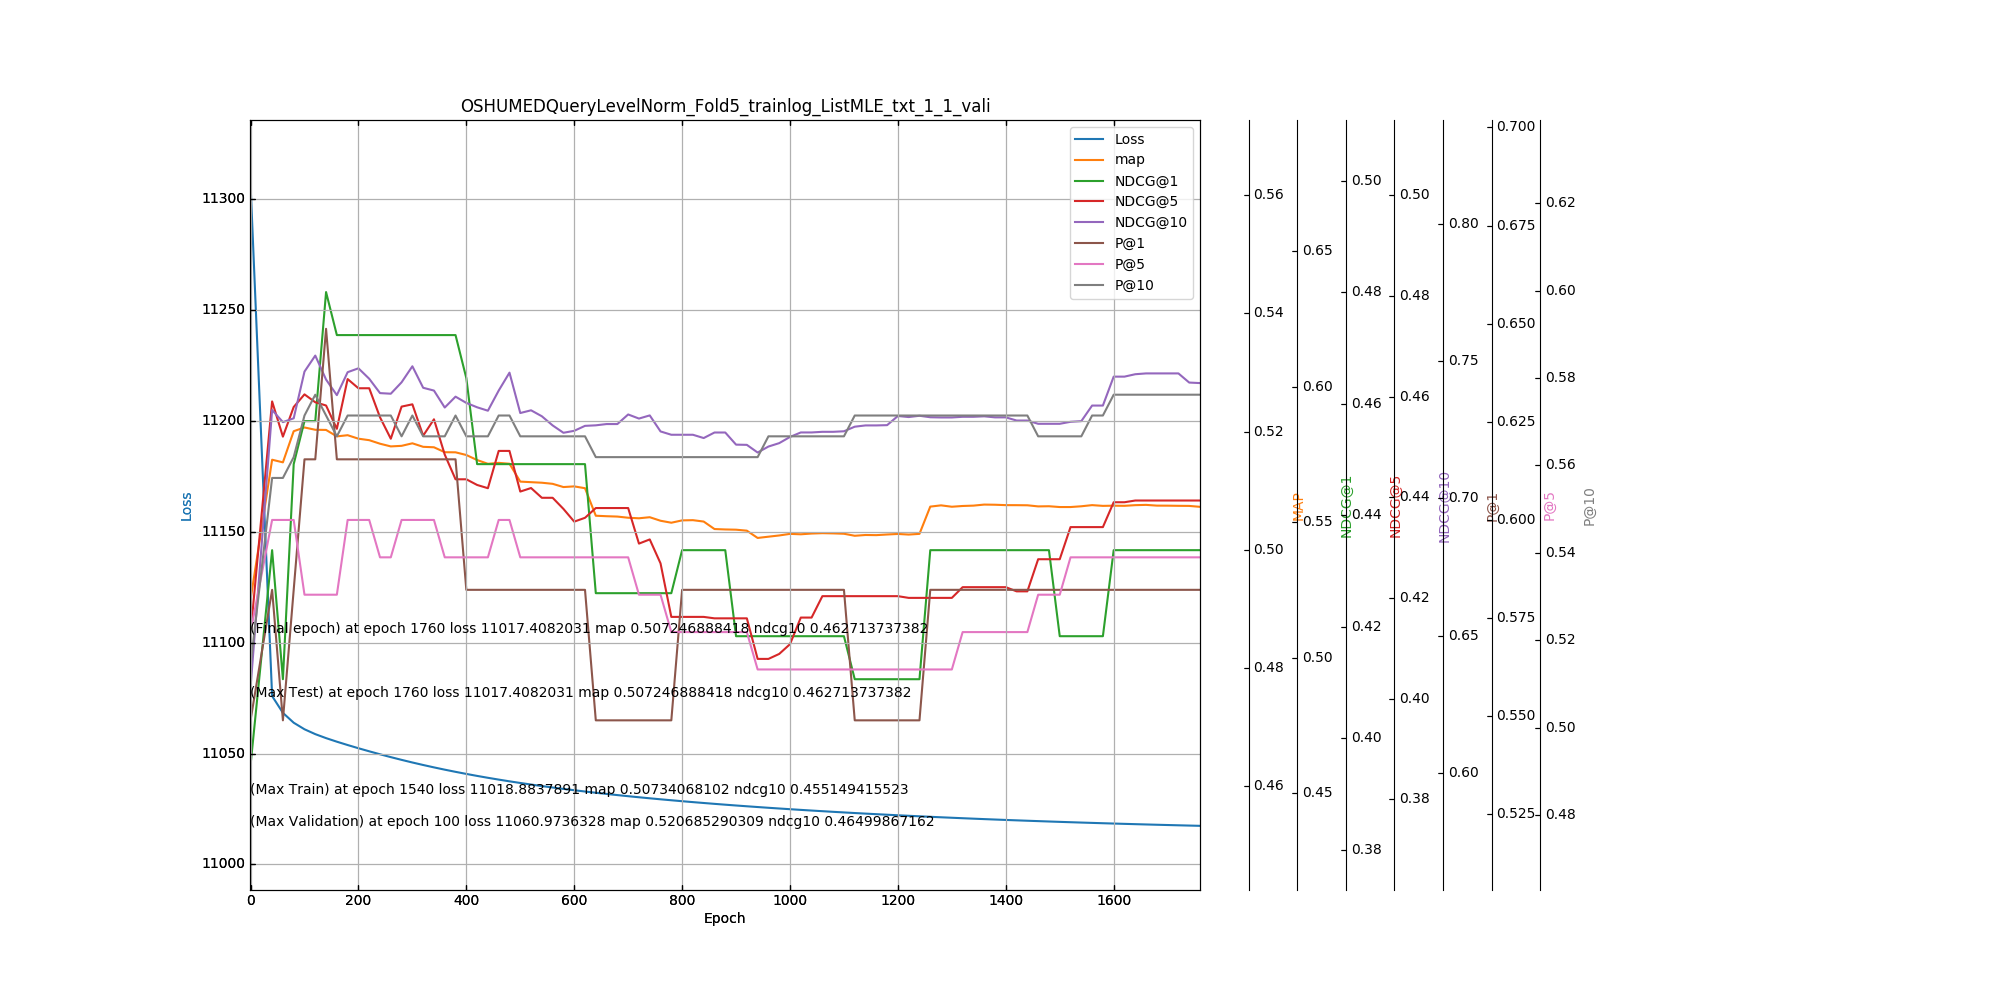 OSHUMEDQueryLevelNorm_Fold5_trainlog_ListMLE_txt_1_1_vali
Loss
map
NDCG@1
NDCG@5
NDCG@10
P@1
P@5
P@10
11300
11250
11200
11150
11100
11050
11000
Loss
(Final epoch) at epoch 1760 loss 11017.4082031 map 0.507246888418 ndcg10 0.462713737382
(Max Test) at epoch 1760 loss 11017.4082031 map 0.507246888418 ndcg10 0.462713737382
(Max Train) at epoch 1540 loss 11018.8837891 map 0.50734068102 ndcg10 0.455149415523
(Max Validation) at epoch 100 loss 11060.9736328 map 0.520685290309 ndcg10 0.46499867162
0 200 400 600 800 1000 1200 1400 1600
Epoch
0.56
0.54
0.52
0.50
0.48
0.46
MAP
0.65
0.60
0.55
0.50
0.45
NDCG@1
0.50
0.48
0.46
0.44
0.42
0.40
0.38
NDCG@5
0.50
0.48
0.46
0.44
0.42
0.40
0.38
NDCG@10
0.80
0.75
0.70
0.65
0.60
P@1
0.700
0.675
0.650
0.625
0.600
0.575
0.550
0.525
P@5
0.62
0.60
0.58
0.56
0.54
0.52
0.50
0.48
P@10